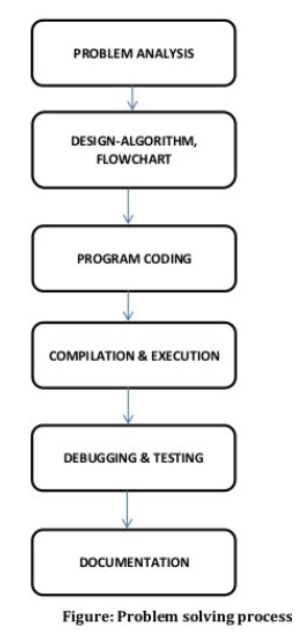 PROBLEM ANALYSIS
DESIGN-ALGORITHM,
FLOWCHART
PROGRAM CODING
COMPILATION & EXECUTION
DEBUGGING & TESTING
DOCUMENTATION
Figure: Problem solving process